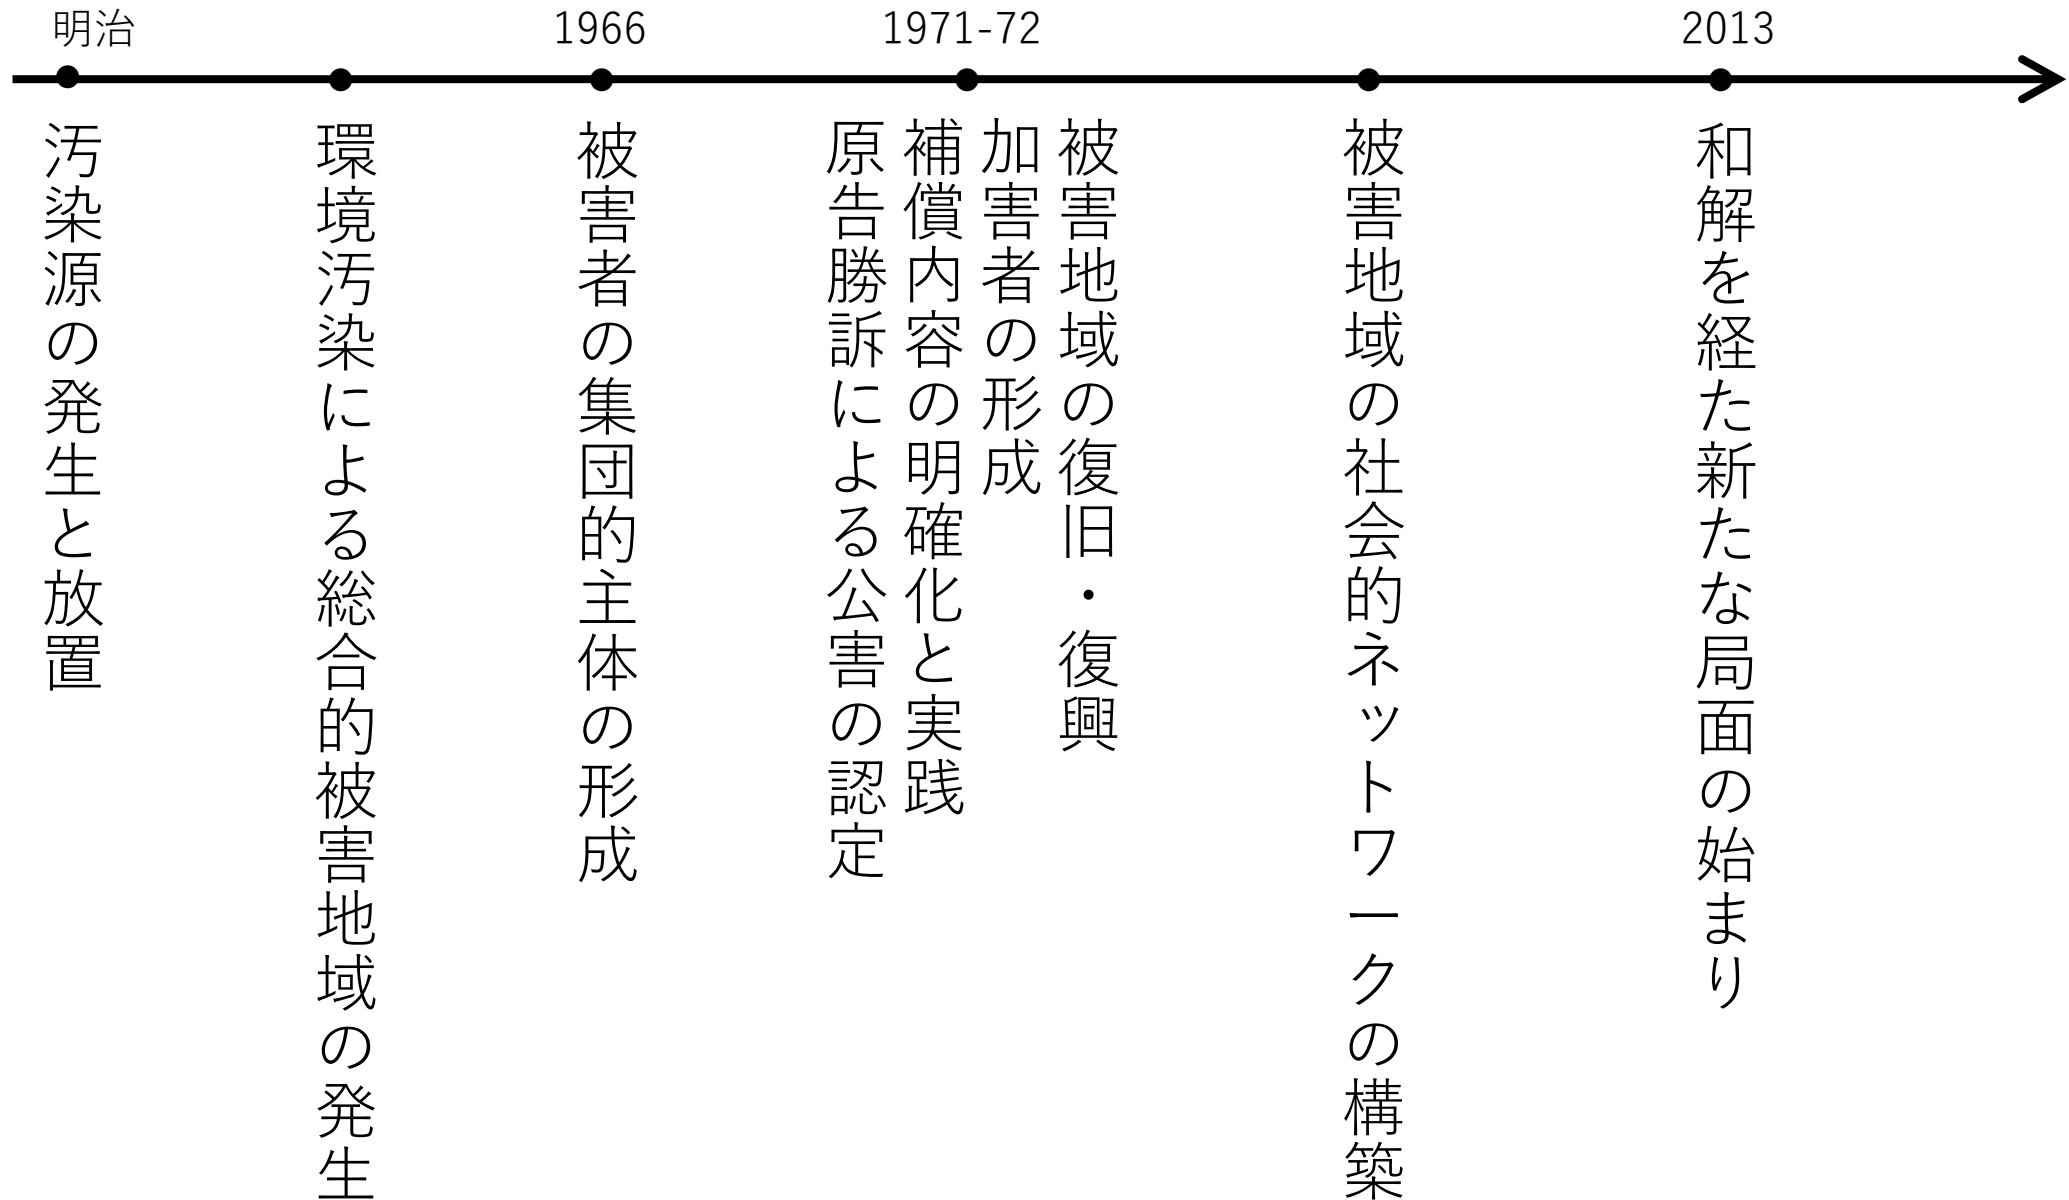 明治
1966
1971-72
2013
汚染源の発生と放置
環境汚染による総合的被害地域の発生
被害者の集団的主体の形成
原告勝訴による公害の認定
補償内容の明確化と実践
加害者の形成
被害地域の復旧・復興
被害地域の社会的ネットワークの構築
和解を経た新たな局面の始まり